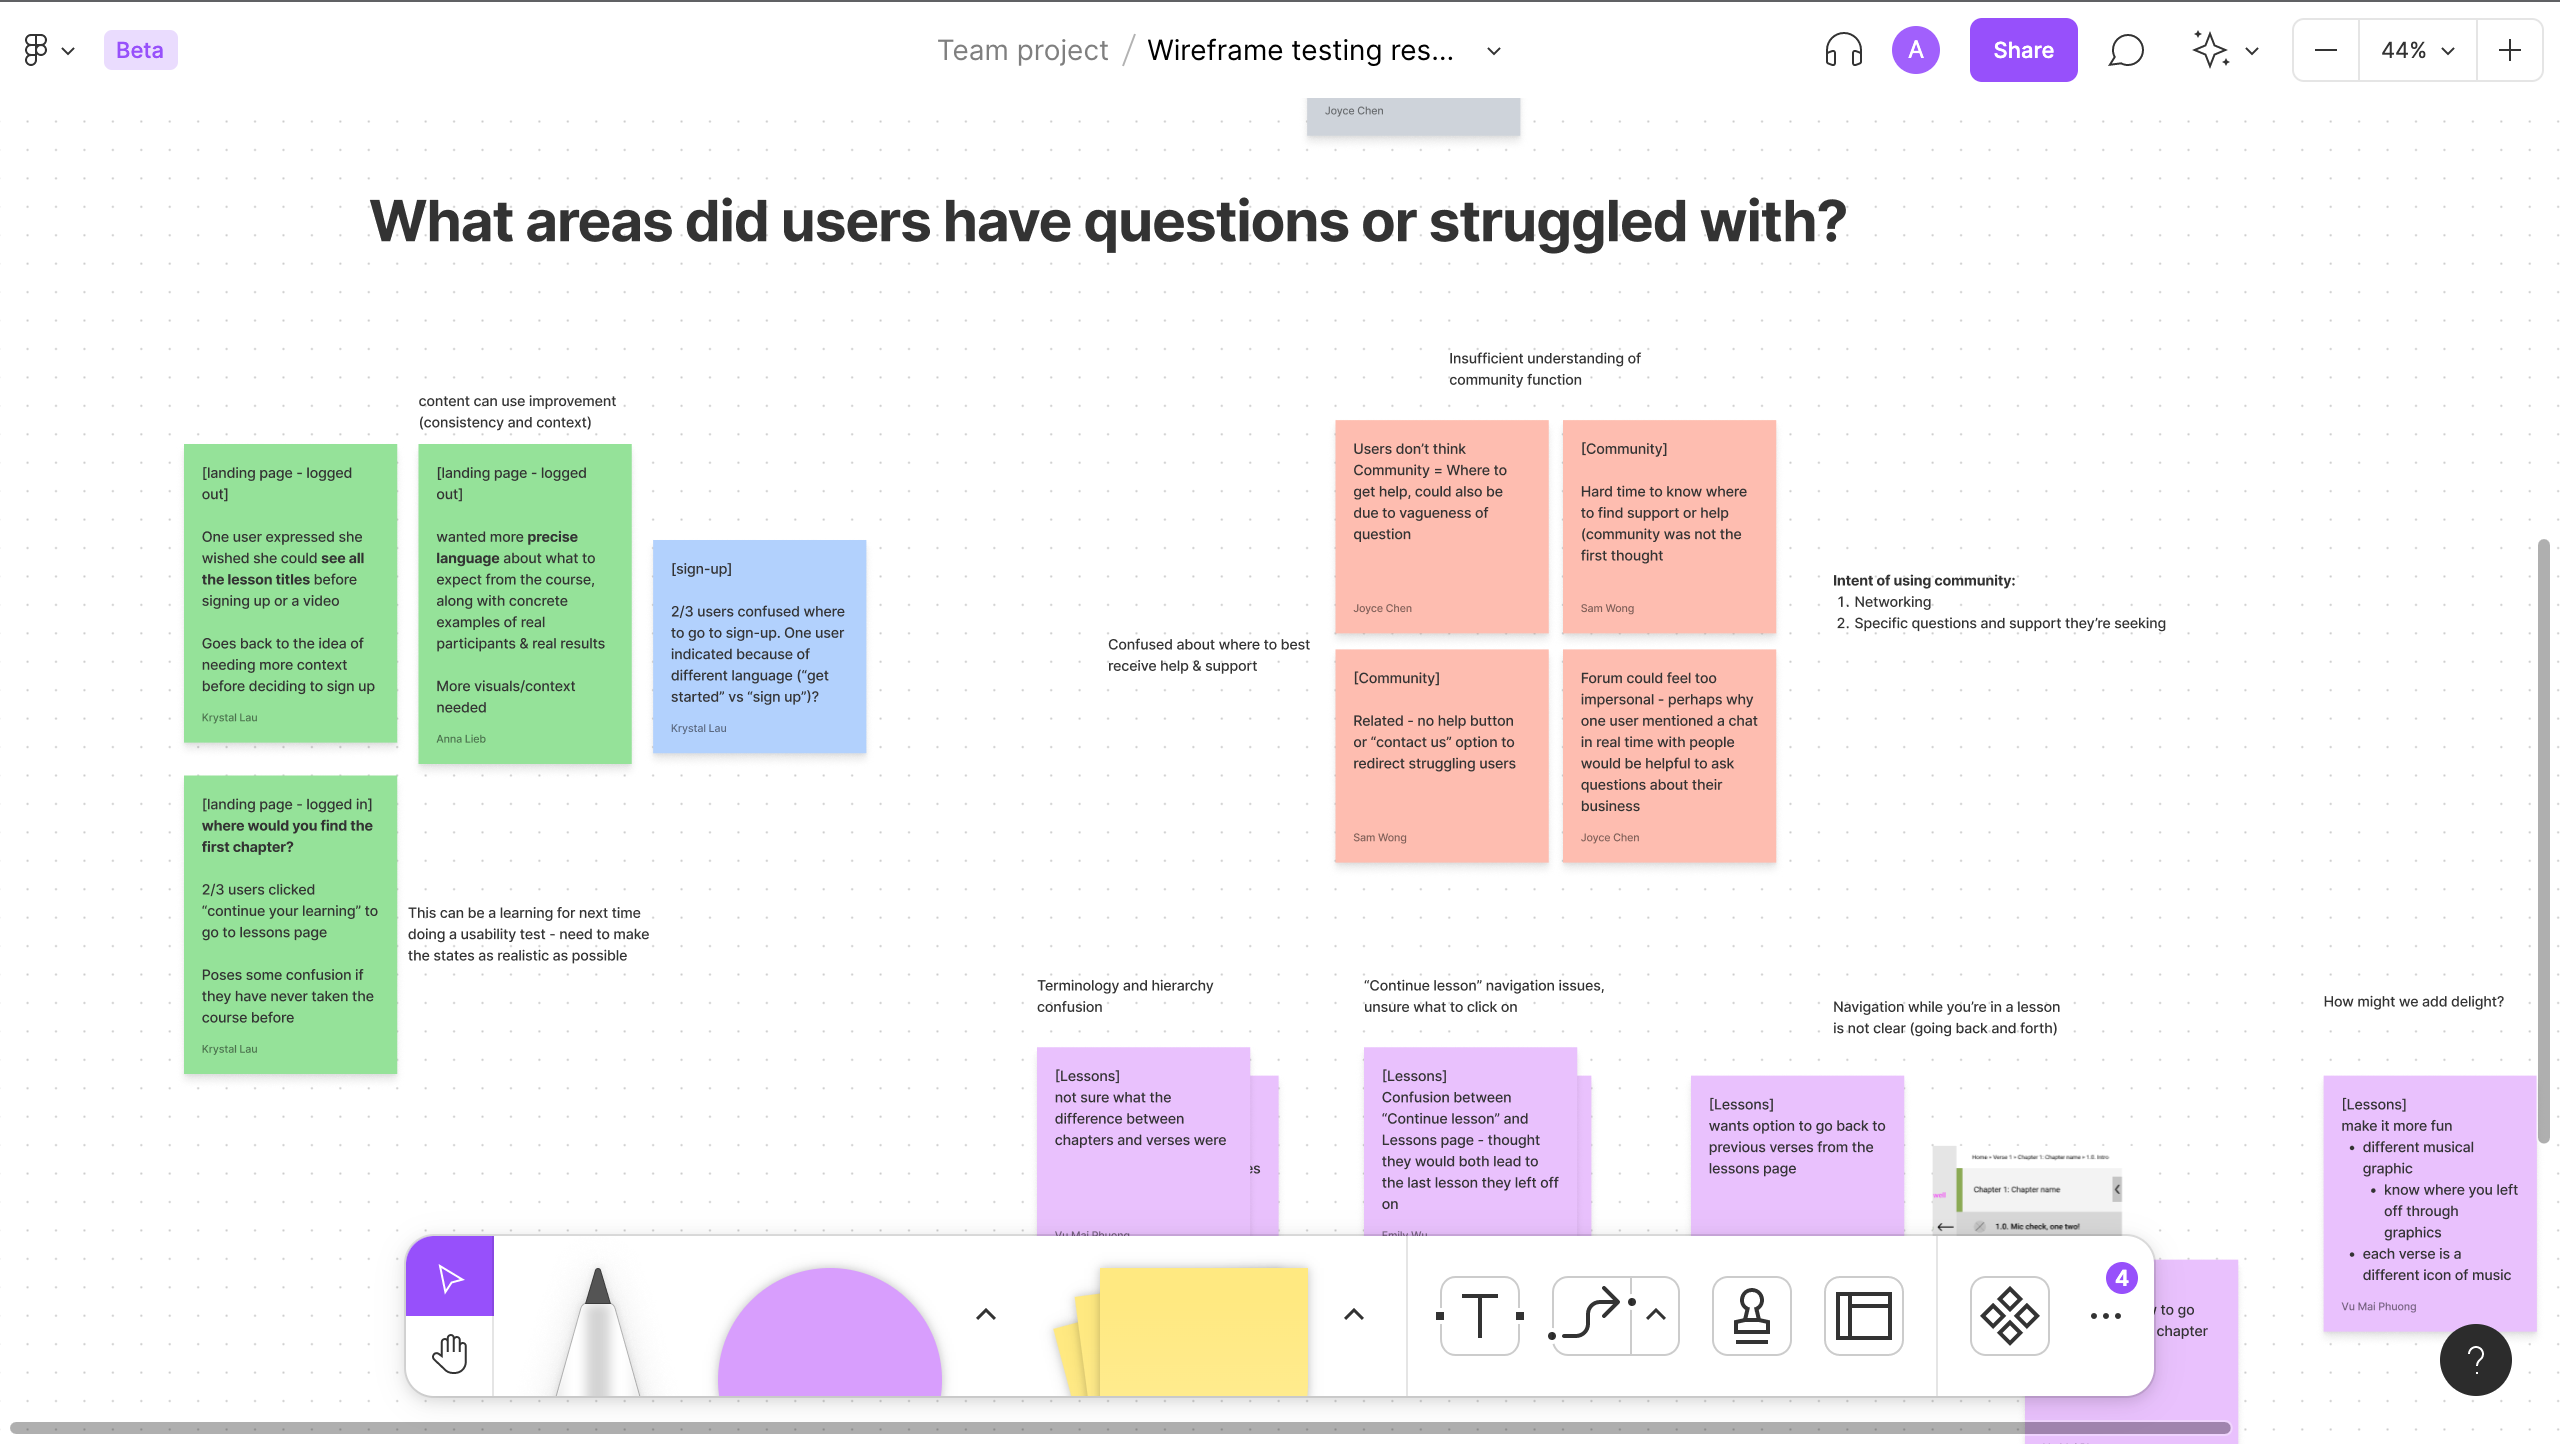 Beta
Team project / Wireframe testing res...
A
Share
44%
Joyce Chen
What areas did users have questions or struggled with?
content can use improvement
(consistency and context)
[landing page - logged
out]
One user expressed she
wished she could see all
the lesson titles before
signing up or a video
Goes back to the idea of
needing more context
before deciding to sign up
Krystal Lau
[landing page - logged
out]
wanted more precise
language about what to
expect from the course,
along with concrete
examples of real
participants & real results
More visuals/context
needed
Anna Lieb
[sign-up]
2/3 users confused where
to go to sign-up. One user
indicated because of
different language (“get
started” vs “sign up”)?
Krystal Lau
[landing page - logged in]
where would you find the
first chapter?
2/3 users clicked
“continue your learning” to
go to lessons page
Poses some confusion if
they have never taken the
course before
Krystal Lau
This can be a learning for next time
doing a usability test - need to make
the states as realistic as possible
Insufficient understanding of
community function
Users don’t think
Community = Where to
get help, could also be
due to vagueness of
question
Joyce Chen
[Community]
Hard time to know where
to find support or help
(community was not the
first thought
Sam Wong
Confused about where to best
receive help & support
[Community]
Related - no help button
or “contact us” option to
redirect struggling users
Sam Wong
Forum could feel too
impersonal - perhaps why
one user mentioned a chat
in real time with people
would be helpful to ask
questions about their
business
Joyce Chen
Intent of using community:
1. Networking
2. Specific questions and support they’re seeking
Terminology and hierarchy
confusion
[Lessons]
not sure what the
difference between
chapters and verses were
Vu Mai Phuong
es
“Continue lesson” navigation issues,
unsure what to click on
[Lessons]
Confusion between
“Continue lesson” and
Lessons page - thought
they would both lead to
the last lesson they left off
on
Emily Wu
Navigation while you’re in a lesson
is not clear (going back and forth)
[Lessons]
wants option to go back to
previous verses from the
lessons page
Home > Verse 1 > Chapter 1: Chapter name > 1.0. Intro
well
Chapter 1: Chapter name
1.0. Mic check, one two!
to go
chapter
How might we add delight?
[Lessons]
make it more fun
• different musical
graphic
• know where you left
off through
graphics
• each verse is a
different icon of music
Vu Mai Phuong
T
4
?